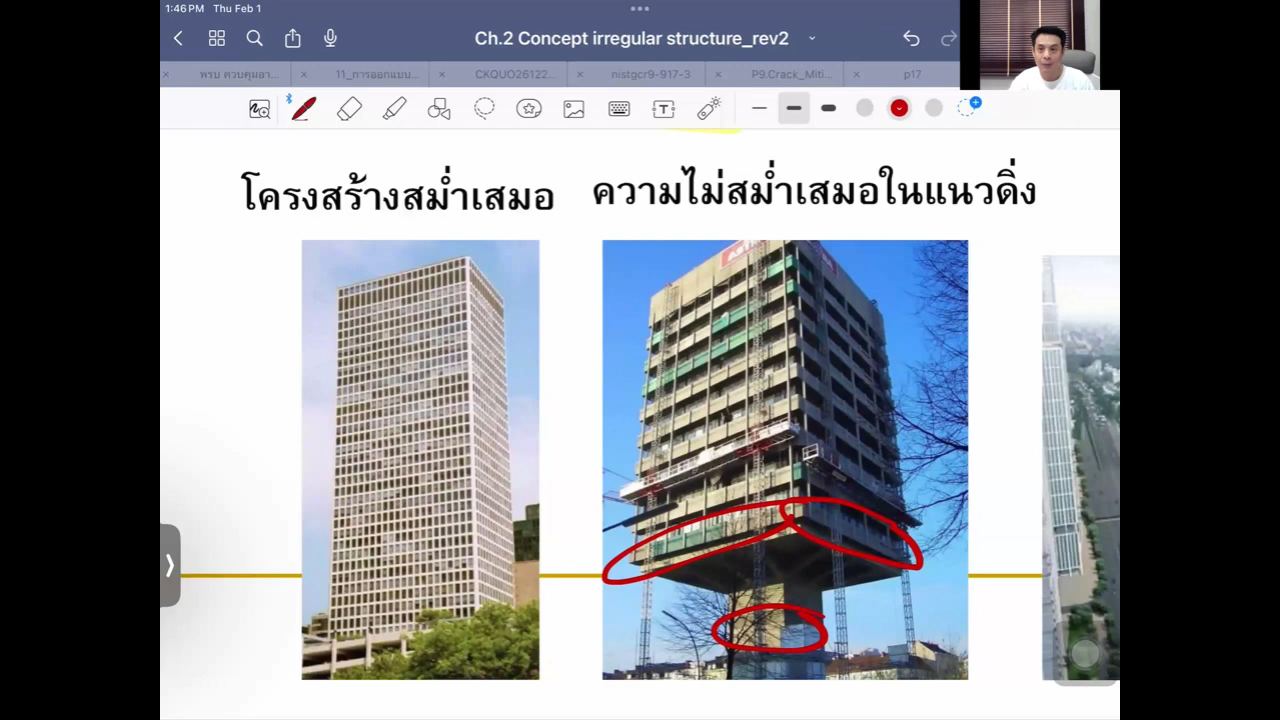 1:46 PM Thu Feb 1
Ch.2 Concept irregular structure_rev2
พรบ ควบคุมอา...
11_การออกแบบ...
CKQUO26122...
nistgcr9-917-3
P9.Crack_Miti...
p17
โครงสร้างสม่ำเสมอ
ความไม่สม่ำเสมอในแนวดิ่ง